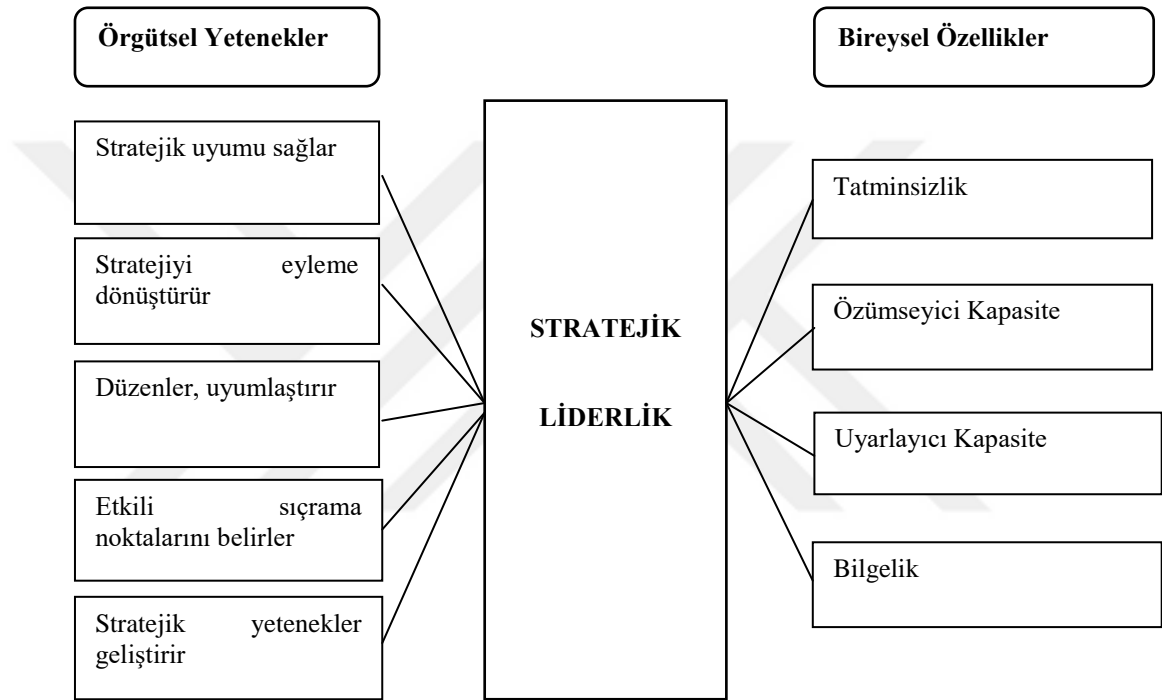 Örgütsel Yetenekler
Stratejik uyumu sağlar
Stratejiyi eyleme
dönüştürür
Düzenler, uyumlaştırır
Etkili sıçrama
noktalarını belirler
Stratejik yetenekler
geliştirir
STRATEJİK
LİDERLİK
Bireysel Özellikler
Tatminsizlik
Özümseyici Kapasite
Uyarlayıcı Kapasite
Bilgelik